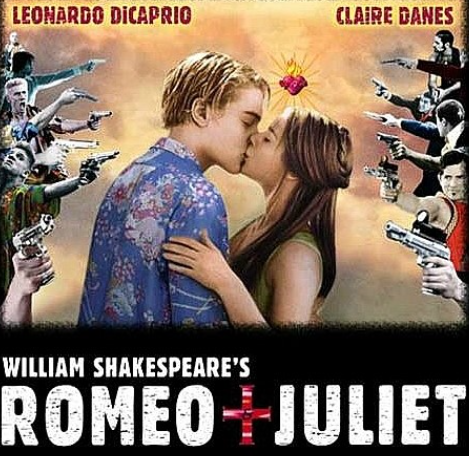 LEONARDO DiCAPRIO CLAIRE DANES
WILLIAM SHAKESPEARE'S
ROMEO + JULIET